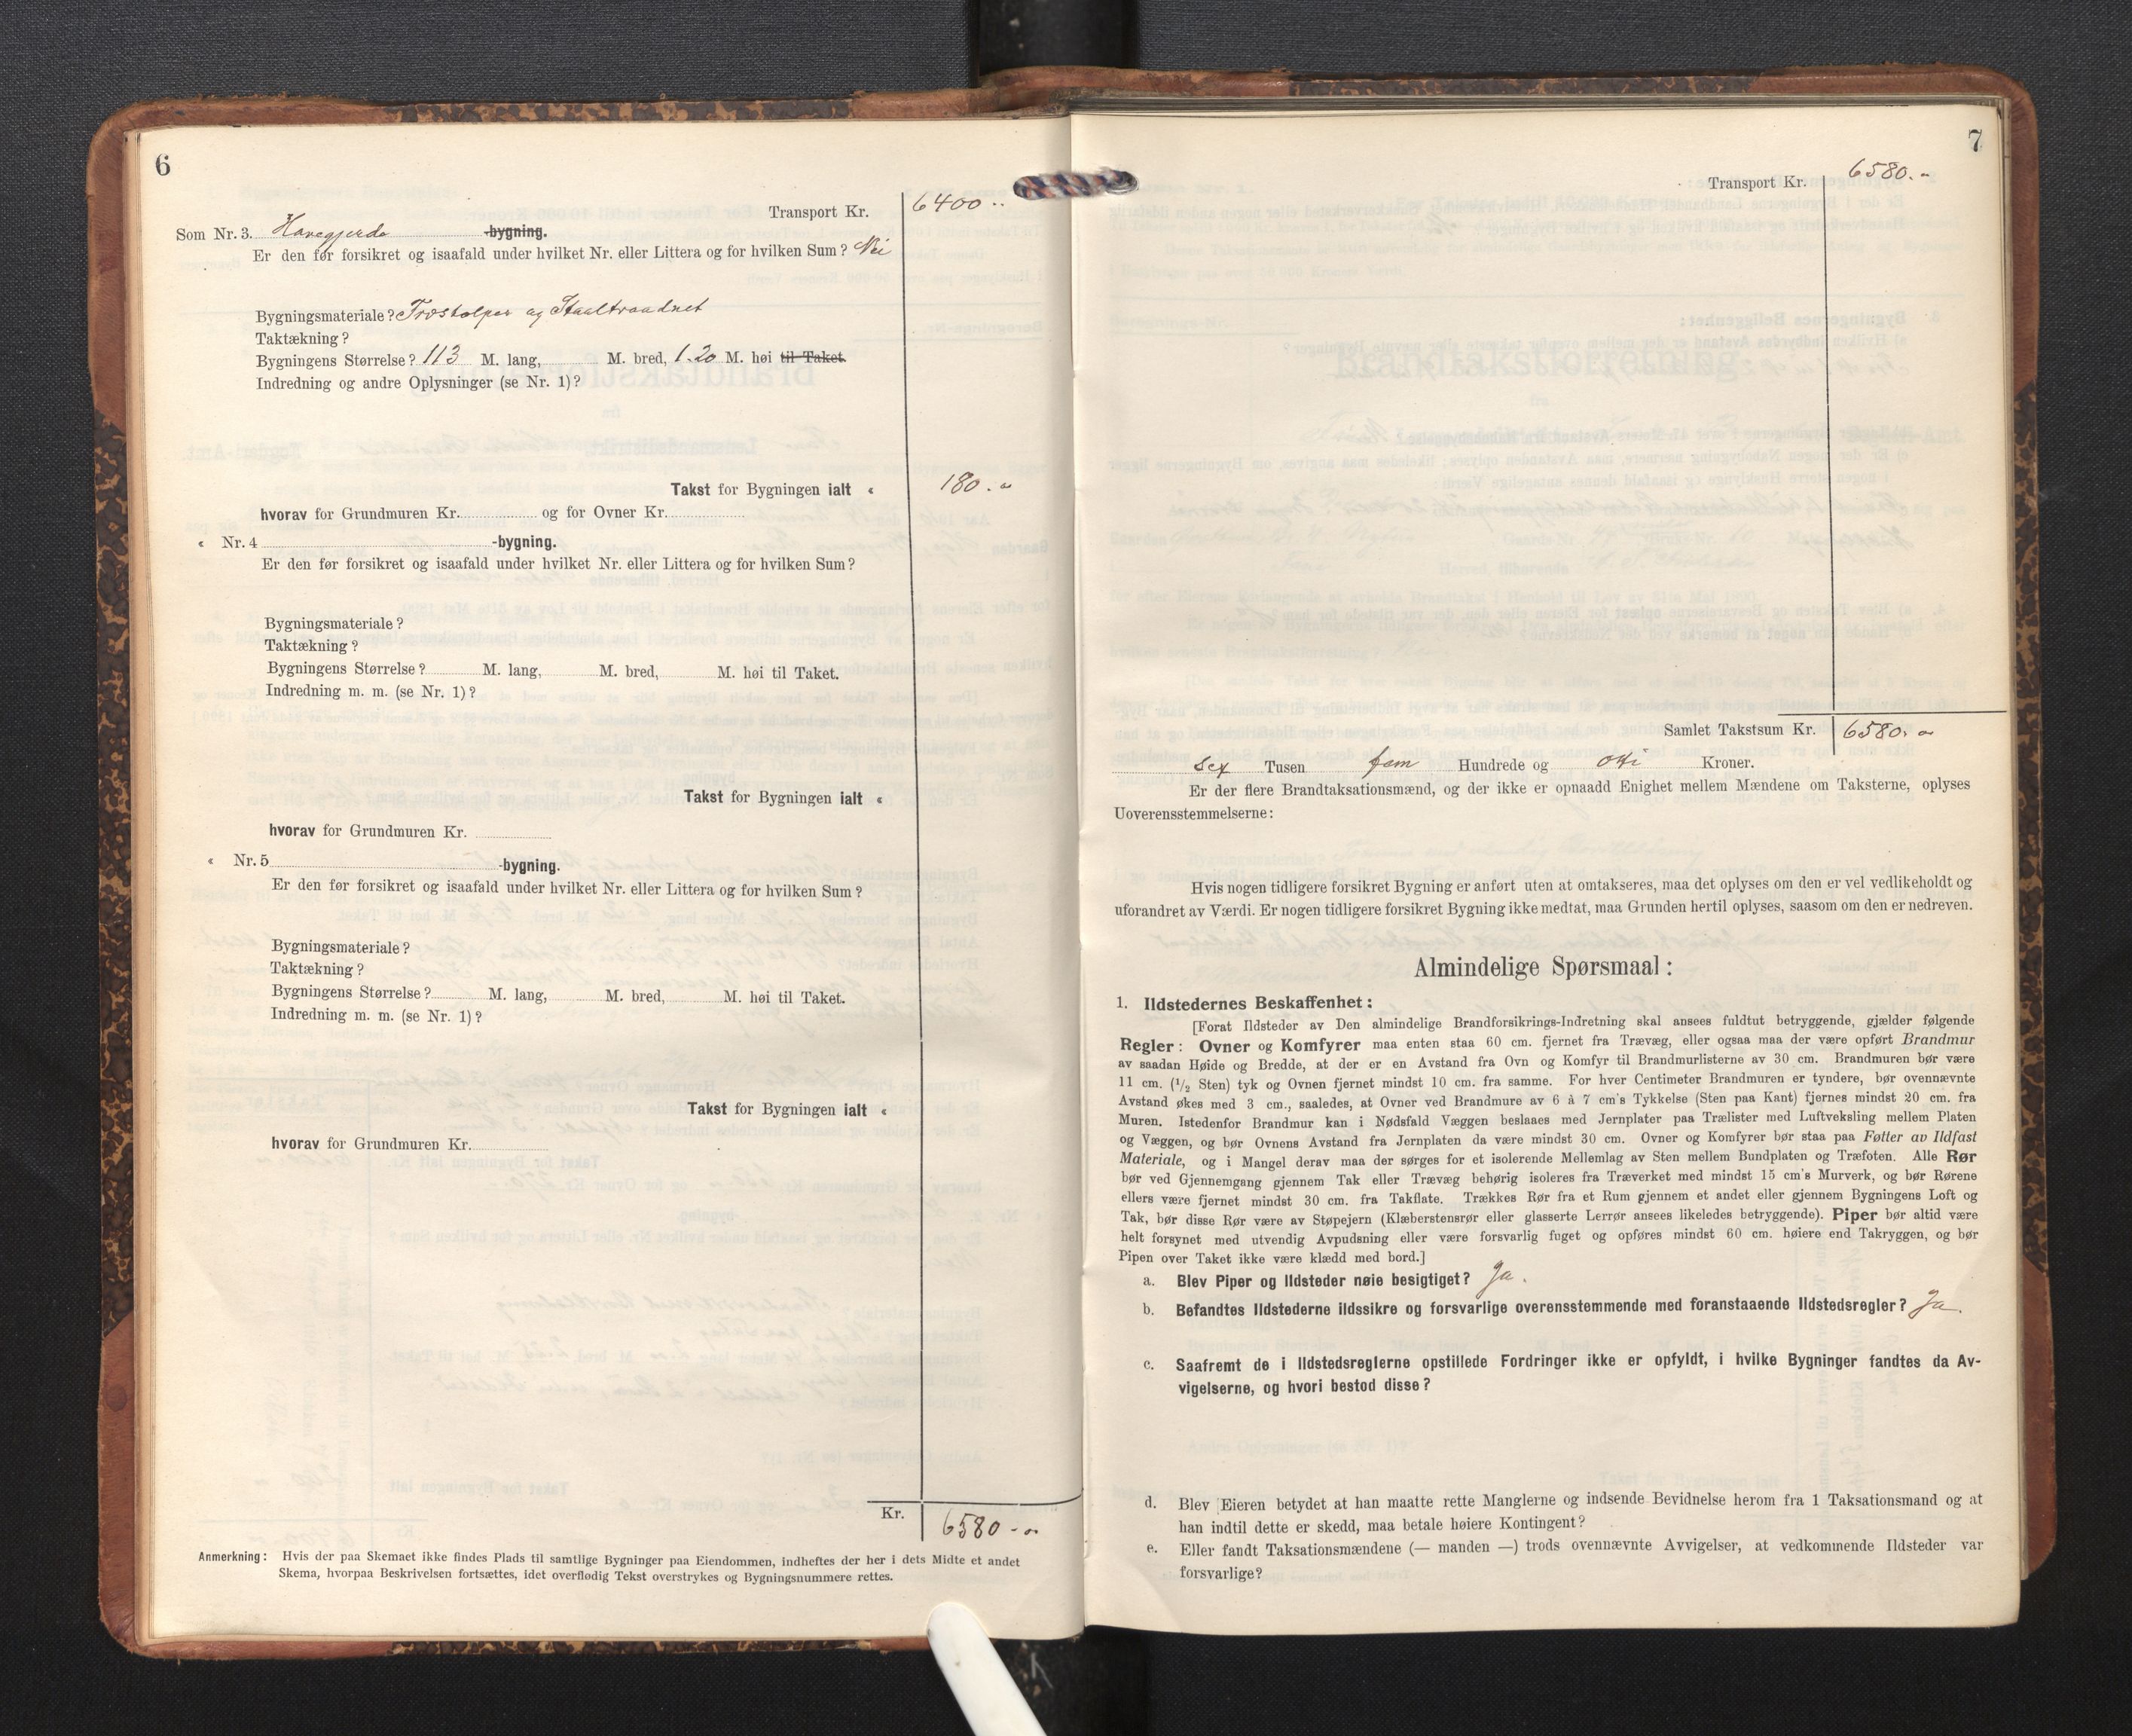 6
Transport Kr. 6400 ..
Som Nr. 3. Havegjerde -bygning.
Er den før forsikret og isaafald under hvilket Nr. eller Littera og for hvilken Sum? Nei
Bygningsmateriale? Træstolper og Staaltraadnet
Taktækning?
Bygningens Størrelse? 113 M. lang, M. bred, 1.20 M. høi til Taket.
Indredning og andre Oplysninger (se Nr. 1)?
Takst for Bygningen ialt « 180.-
hvorav for Grundmuren Kr. og for Ovner Kr.
« Nr. 4 -bygning.
Er den før forsikret og isaafald under hvilket Nr. eller Littera og for hvilken Sum?
Bygningsmateriale?
Taktækning?
Bygningens Størrelse? M. lang, M. bred, M. høi til Taket.
Indredning m. m. (se Nr. 1)?
Takst for Bygningen ialt «
hvorav for Grundmuren Kr.
« Nr. 5 -bygning.
Er den før forsikret og isaafald under hvilket Nr. eller Littera og for hvilken Sum?
Bygningsmateriale?
Taktækning?
Bygningens Størrelse? M. lang, M. bred, M. høi til Taket.
Indredning m. m. (se Nr. 1)?
Takst for Bygningen ialt «
hvorav for Grundmuren Kr.
Kr. 6580 -
Anmerkning: Hvis der paa Skemaet ikke findes Plads til samtlige Bygninger paa Eiendommen, indheftes der her i dets Midte et andet
Skema, hvorpaa Beskrivelsen fortsættes, idet overflødig Tekst overstrykes og Bygningsnummere rettes.
7
Transport Kr. 6580.-
Samlet Takstsum Kr. 6580.-
sex Tusen fem Hundrede og otti Kroner.
Er der flere Brandtaksationsmænd, og der ikke er opnaadd Enighet mellem Mændene om Taksterne, oplyses
Uoverensstemmelserne:
Hvis nogen tidligere forsikret Bygning er anført uten at omtakseres, maa det oplyses om den er vel vedlikeholdt og
uforandret av Værdi. Er nogen tidligere forsikret Bygning ikke medtat, maa Grunden hertil oplyses, saasom om den er nedreven.
Almindelige Spørsmaal:
1. Ildstedernes Beskaffenhet:
[Forat Ildsteder av Den almindelige Brandforsikrings-Indretning skal ansees fuldtut betryggende, gjælder følgende
Regler: Ovner og Komfyrer maa enten staa 60 cm. fjernet fra Trævæg, eller ogsaa maa der være opført Brandmur
av saadan Høide og Bredde, at der er en Avstand fra Ovn og Komfyr til Brandmurlisterne av 30 cm. Brandmuren bør være
11 cm. (1/2 Sten) tyk og Ovnen fjernet mindst 10 cm. fra samme. For hver Centimeter Brandmuren er tyndere, bør ovennævnte
Avstand økes med 3 cm., saaledes, at Ovner ved Brandmure av 6 à 7 cm's Tykkelse (Sten paa Kant) fjernes mindst 20 cm. fra
Muren. Istedenfor Brandmur kan i Nødsfald Væggen beslaaes med Jernplater paa Trælister med Luftveksling mellem Platen
og Væggen, og bør Ovnens Avstand fra Jernplaten da være mindst 30 cm. Ovner og Komfyrer bør staa paa Føtter av Ildfast
Materiale, og i Mangel derav maa der sørges for et isolerende Mellemlag av Sten mellem Bundplaten og Træfoten. Alle Rør
bør ved Gjennemgang gjennem Tak eller Trævæg behørig isoleres fra Træverket med mindst 15 cm's Murverk, og bør Rørene
ellers være fjernet mindst 30 cm. fra Takflate. Trækkes Rør fra et Rum gjennem et andet eller gjennem Bygningens Loft og
Tak, bør disse Rør være av Støpejern (Klæberstensrør eller glasserte Lerrør ansees likeledes betryggende). Piper bør altid være
helt forsynet med utvendig Avpudsning eller være forsvarlig fuget og opføres mindst 60 cm. høiere end Takryggen, og bør
Pipen over Taket ikke være klædd med bord.]
a. Blev Piper og Ildsteder nøie besigtiget? Ja.
b. Befandtes Ildstederne ildssikre og forsvarlige overensstemmende med foranstaaende Ildstedsregler? Ja.
c. Saafremt de i Ildstedsreglerne opstillede Fordringer ikke er opfyldt, i hvilke Bygninger fandtes da Av-
vigelserne, og hvori bestod disse?
d. Blev Eieren betydet at han maatte rette Manglerne og indsende Bevidnelse herom fra 1 Taksationsmand og at
han indtil dette er skedd, maa betale høiere Kontingent?
e. Eller fandt Taksationsmændene (— manden —) trods ovennævnte Avvigelser, at vedkommende Ildsteder var
forsvarlige?